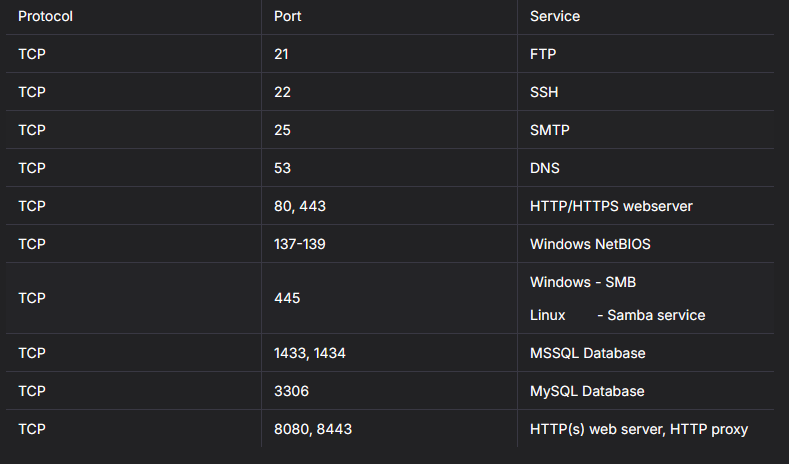 Protocol Port Service
TCP 21 FTP
TCP 22 SSH
TCP 25 SMTP
TCP 53 DNS
TCP 80, 443 HTTP/HTTPS webserver
TCP 137-139 Windows NetBIOS
TCP 445 Windows - SMB
Linux - Samba service
TCP 1433, 1434 MSSQL Database
TCP 3306 MySQL Database
TCP 8080, 8443 HTTP(s) web server, HTTP proxy